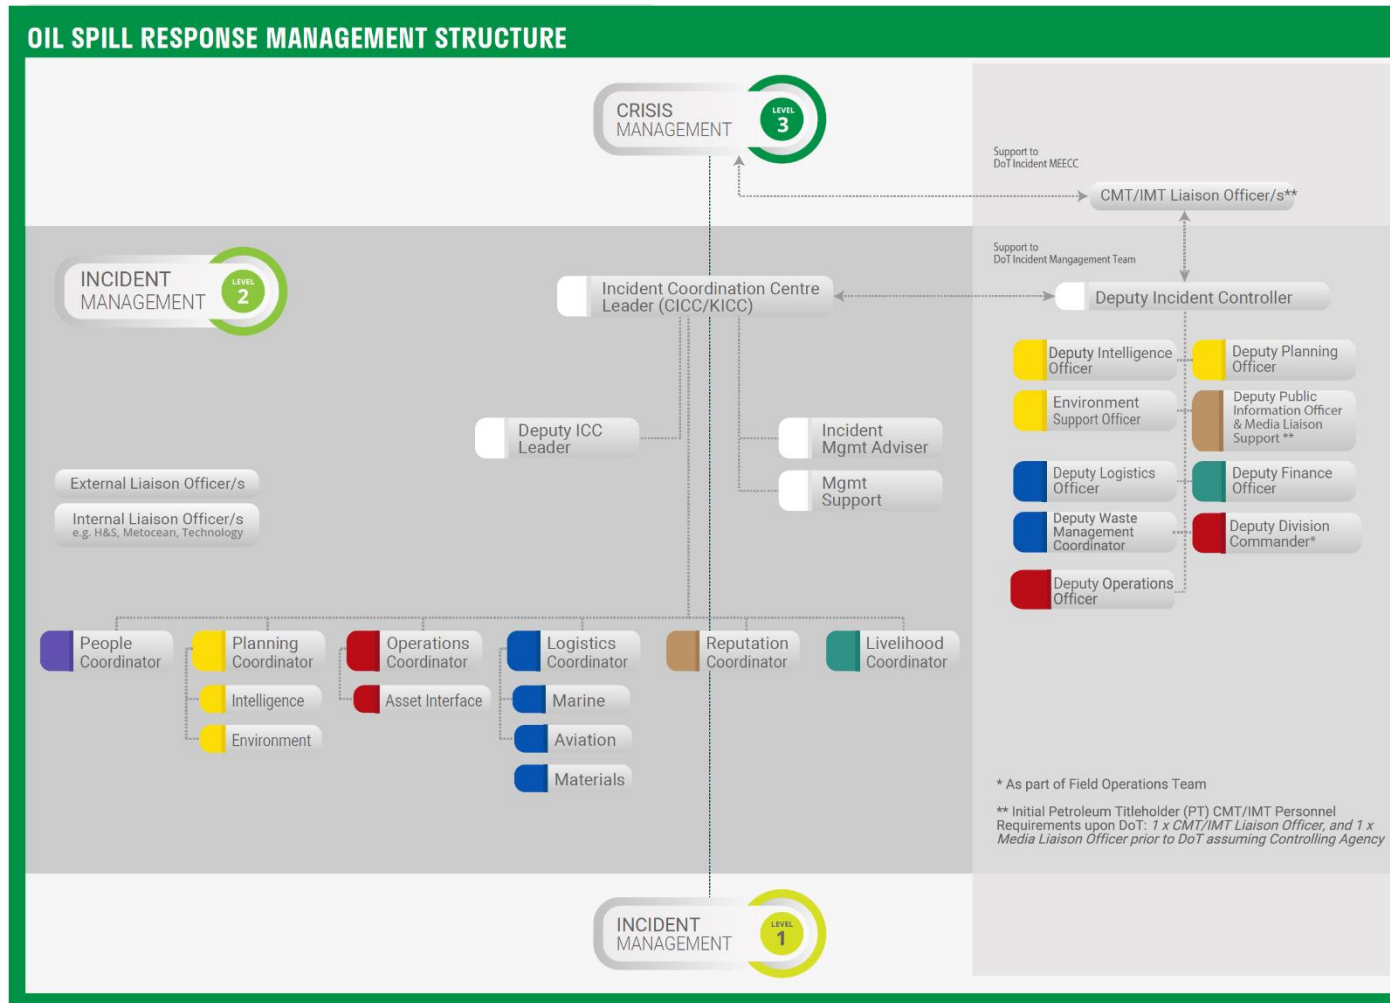 OIL SPILL RESPONSE MANAGEMENT STRUCTURE
CRISIS
MANAGEMENT
LEVEL
3
Support to
DoT Incident MEECC
CMT/IMT Liaison Officer/s**
INCIDENT
MANAGEMENT
LEVEL
2
Incident Coordination Centre
Leader (CICC/KICC)
Support to
DoT Incident Mangagement Team
Deputy Incident Controller
Deputy Intelligence
Officer
Deputy Planning
Officer
Environment
Support Officer
Deputy Public
Information Officer
& Media Liaison
Support **
Deputy ICC
Leader
Incident
Mgmt Adviser
Mgmt
Support
External Liaison Officer/s
Internal Liaison Officer/s
e.g. H&S, Metocean, Technology
Deputy Logistics
Officer
Deputy Finance
Officer
Deputy Waste
Management
Coordinator
Deputy Division
Commander*
Deputy Operations
Officer
People
Coordinator
Planning
Coordinator
Operations
Coordinator
Logistics
Coordinator
Reputation
Coordinator
Livelihood
Coordinator
Intelligence
Asset Interface
Marine
Environment
Aviation
Materials
* As part of Field Operations Team
** Initial Petroleum Titleholder (PT) CMT/IMT Personnel
Requirements upon DoT: 1 x CMT/IMT Liaison Officer, and 1 x
Media Liaison Officer prior to DoT assuming Controlling Agency
INCIDENT
MANAGEMENT
LEVEL
1